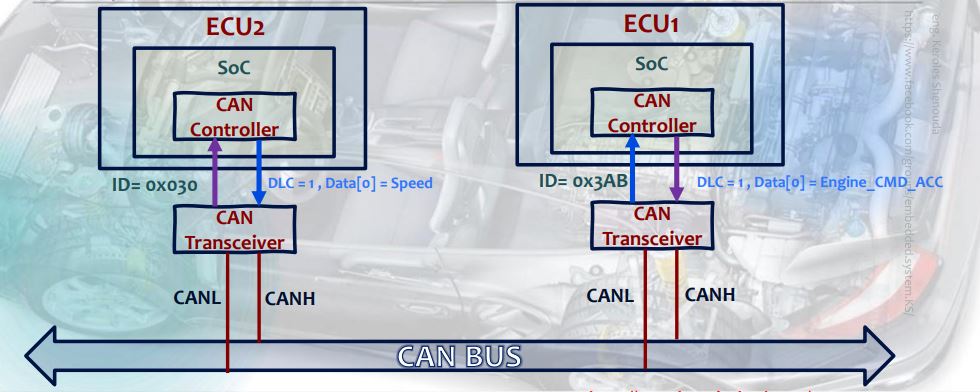 ECU2
SoC
CAN
Controller
ID= 0x030
DLC = 1 , Data[0] = Speed
CAN
Transceiver
CANL
CANH
ECU1
SoC
CAN
Controller
ID= 0x3AB
DLC = 1 , Data[0] = Engine_CMD_ACC
CAN
Transceiver
CANL
CANH
CAN BUS
eng. Keroles Shenouda
https://www.facebook.com/groups/embedded.system.KS/